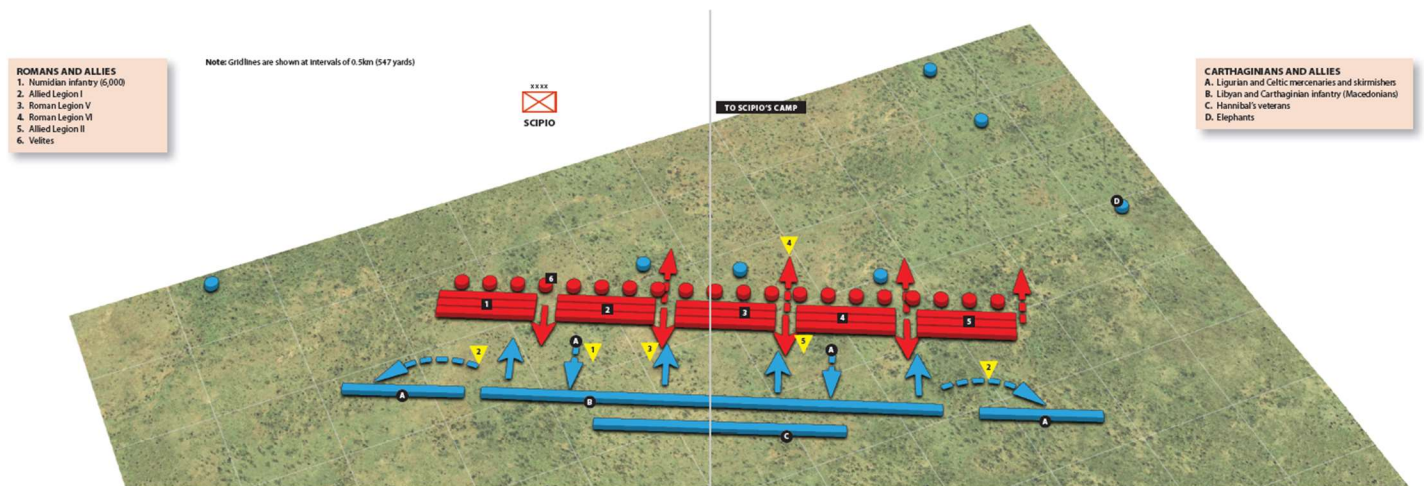 ROMANS AND ALLIES
1. Numidian infantry (6,000)
2. Allied Legion I
3. Roman Legion V
4. Roman Legion VI
5. Allied Legion II
6. Velites
Note: Gridlines are shown at intervals of 0.5km (547 yards)
xxxx
SCIPIO
TO SCIPIO'S CAMP
CARTHAGINIANS AND ALLIES
A. Ligurian and Celtic mercenaries and skirmishers
B. Libyan and Carthaginian infantry (Macedonians)
C. Hannibal's veterans
D. Elephants
D
4
6
1
2
3
4
5
A
1
3
5
A
2
2
A
B
A
C